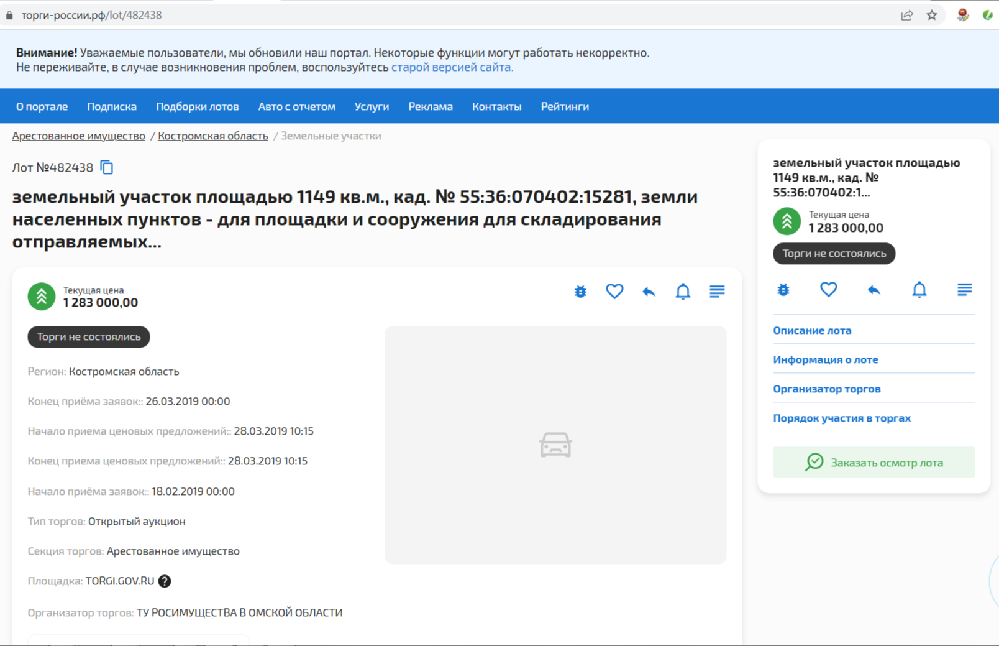 торги-россии.рф/lot/482438
Внимание! Уважаемые пользователи, мы обновили наш портал. Некоторые функции могут работать некорректно.
Не переживайте, в случае возникновения проблем, воспользуйтесь старой версией сайта.
О портале Подписка Подборки лотов Авто с отчетом Услуги Реклама Контакты Рейтинги
Арестованное имущество / Костромская область / Земельные участки
Лот №482438
земельный участок площадью 1149 кв.м., кад. № 55:36:070402:15281, земли
населенных пунктов - для площадки и сооружения для складирования
отправляемых...
Текущая цена
1 283 000,00
Торги не состоялись
Регион: Костромская область
Конец приёма заявок:: 26.03.2019 00:00
Начало приема ценовых предложений:: 28.03.2019 10:15
Конец приема ценовых предложений:: 28.03.2019 10:15
Начало приёма заявок:: 18.02.2019 00:00
Тип торгов: Открытый аукцион
Секция торгов: Арестованное имущество
Площадка: TORGI.GOV.RU ?
Организатор торгов: ТУ РОСИМУЩЕСТВА В ОМСКОЙ ОБЛАСТИ
земельный участок площадью
1149 кв.м., кад. №
55:36:070402:1...
Текущая цена
1 283 000,00
Торги не состоялись
Описание лота
Информация о лоте
Организатор торгов
Порядок участия в торгах
Заказать осмотр лота